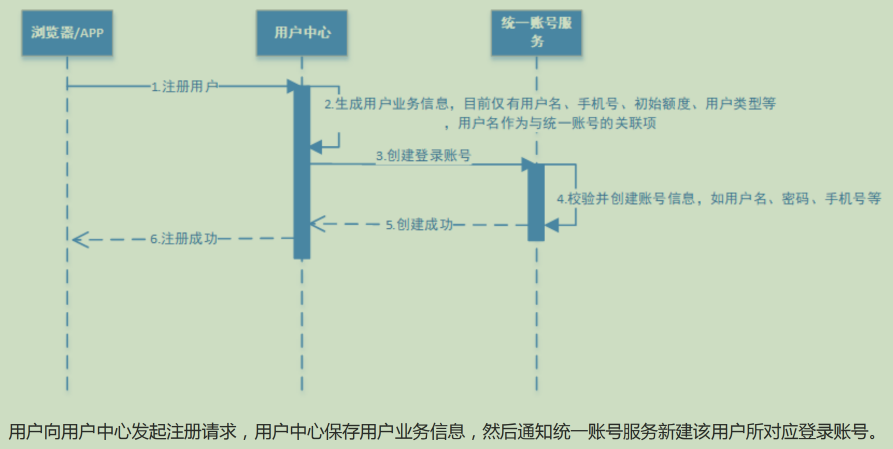 浏览器/APP
用户中心
统一账号服
务
1.注册用户
2.生成用户业务信息，目前仅有用户名、手机号、初始额度、用户类型等
，用户名作为与统一账号的关联项
3.创建登录账号
4.校验并创建账号信息，如用户名、密码、手机号等
5.创建成功
6.注册成功
用户向用户中心发起注册请求，用户中心保存用户业务信息，然后通知统一账号服务新建该用户所对应登录账号。